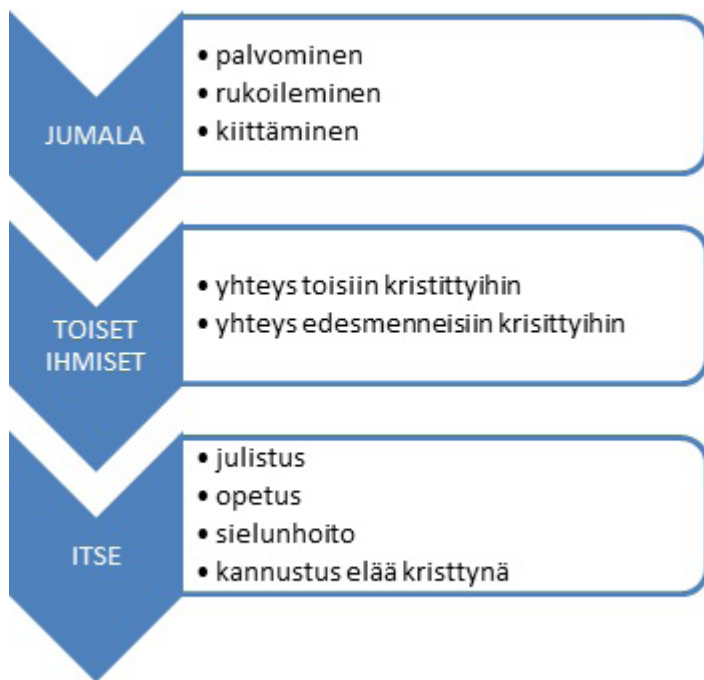 JUMALA
• palvominen
• rukoileminen
• kiittäminen
TOISET
IHMISET
• yhteys toisiin kristittyihin
• yhteys edesmenneisiin krisittyihin
ITSE
• julistus
• opetus
• sielunhoito
• kannustus elää kristtynä